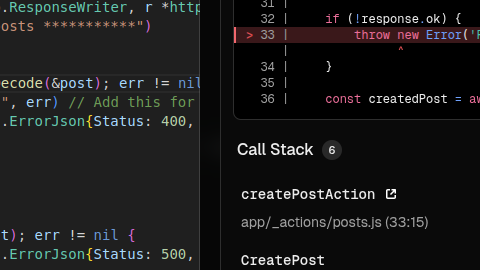 .ResponseWriter, r *http
osts ***********")
ecode(&post); err != nil
", err) // Add this for
.ErrorJson{Status: 400,
t); err != nil {
.ErrorJson{Status: 500,
31 |
32 | if (!response.ok) {
> 33 | throw new Error('
| ^
34 | }
35 |
36 | const createdPost = aw
Call Stack 6
createPostAction
app/_actions/posts.js (33:15)
CreatePost